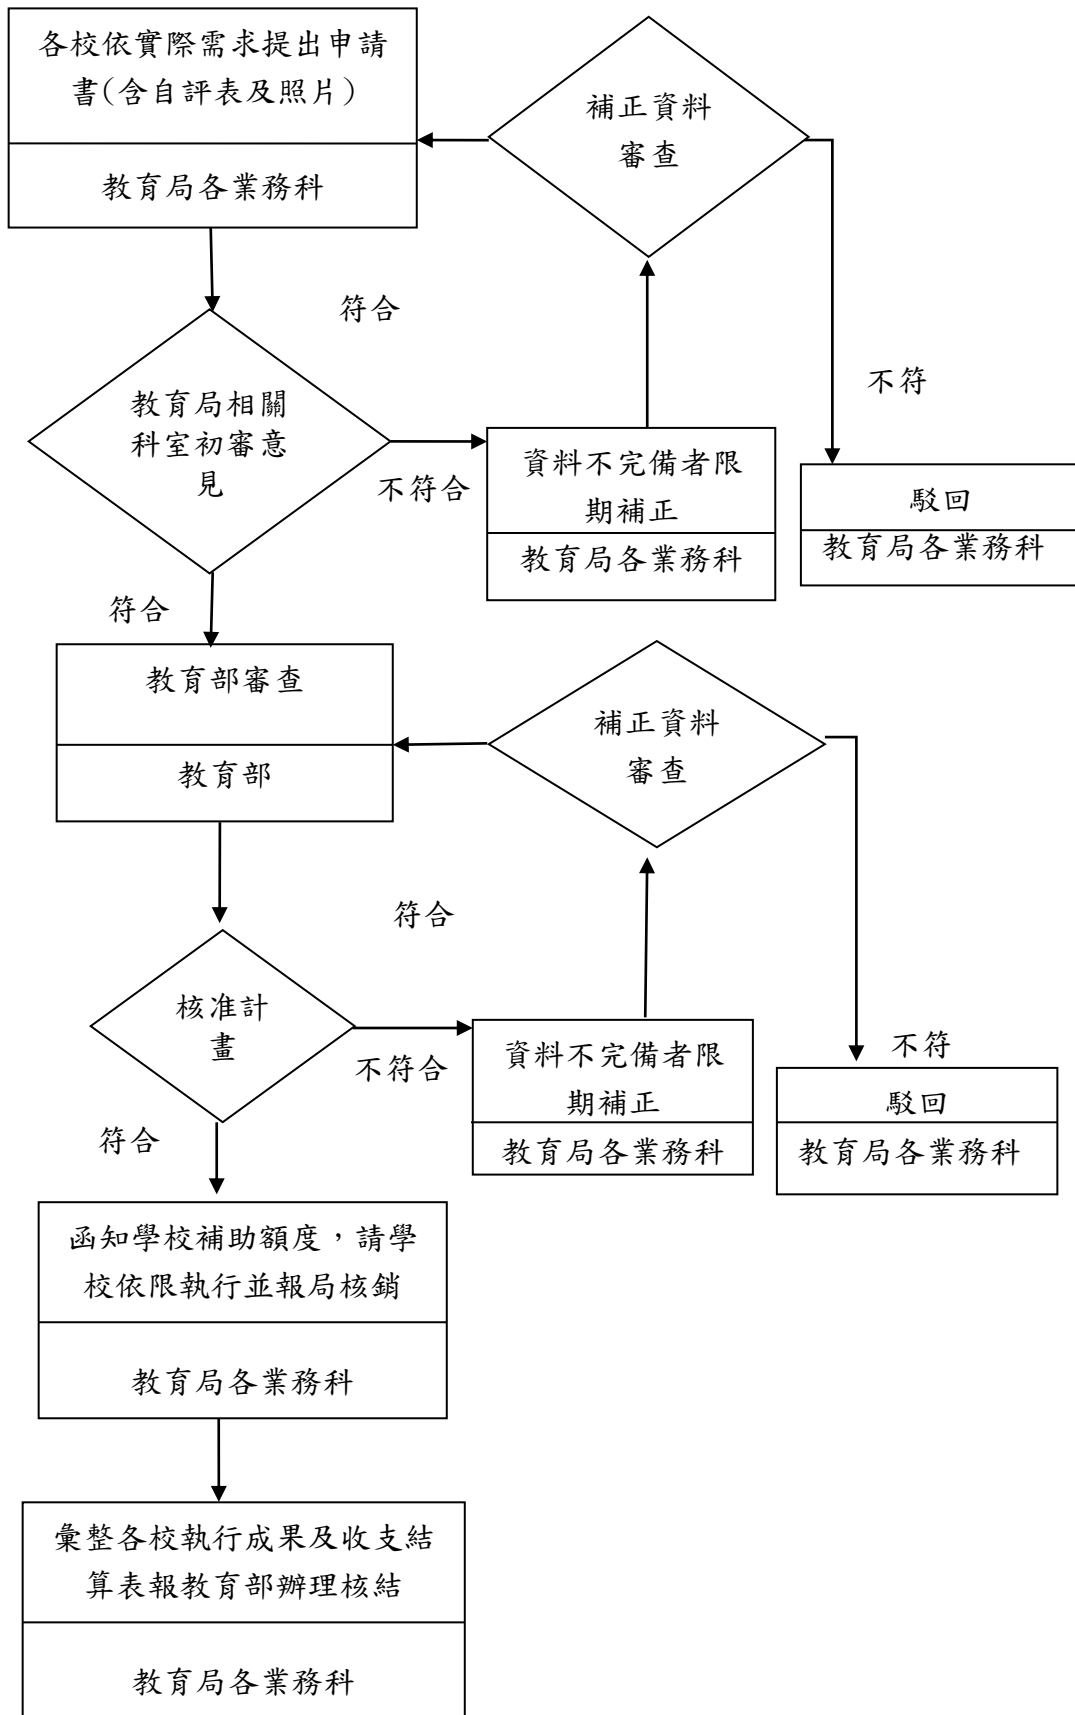 各校依實際需求提出申請
書(含自評表及照片)
教育局各業務科
補正資料
審查
符合
不符
教育局相關
科室初審意
見
不符合
資料不完備者限
期補正
教育局各業務科
駁回
教育局各業務科
符合
教育部審查
教育部
補正資料
審查
符合
核准計
畫
不符合
資料不完備者限
期補正
教育局各業務科
不符
駁回
教育局各業務科
符合
函知學校補助額度，請學
校依限執行並報局核銷
教育局各業務科
彙整各校執行成果及收支結
算表報教育部辦理核結
教育局各業務科